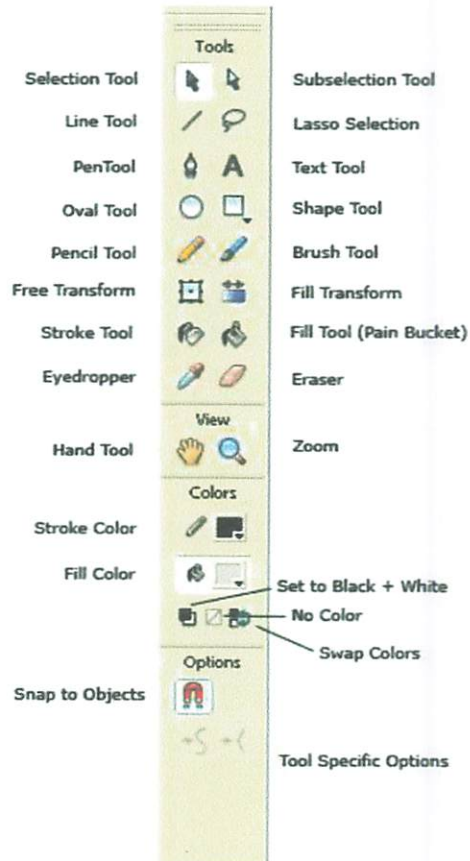 Tools
Selection Tool Subselection Tool
Line Tool Lasso Selection
PenTool Text Tool
Oval Tool Shape Tool
Pencil Tool Brush Tool
Free Transform Fill Transform
Stroke Tool Fill Tool (Pain Bucket)
Eyedropper Eraser
View
Hand Tool Zoom
Colors
Stroke Color
Fill Color
Set to Black + White
No Color
Swap Colors
Options
Snap to Objects
Tool Specific Options